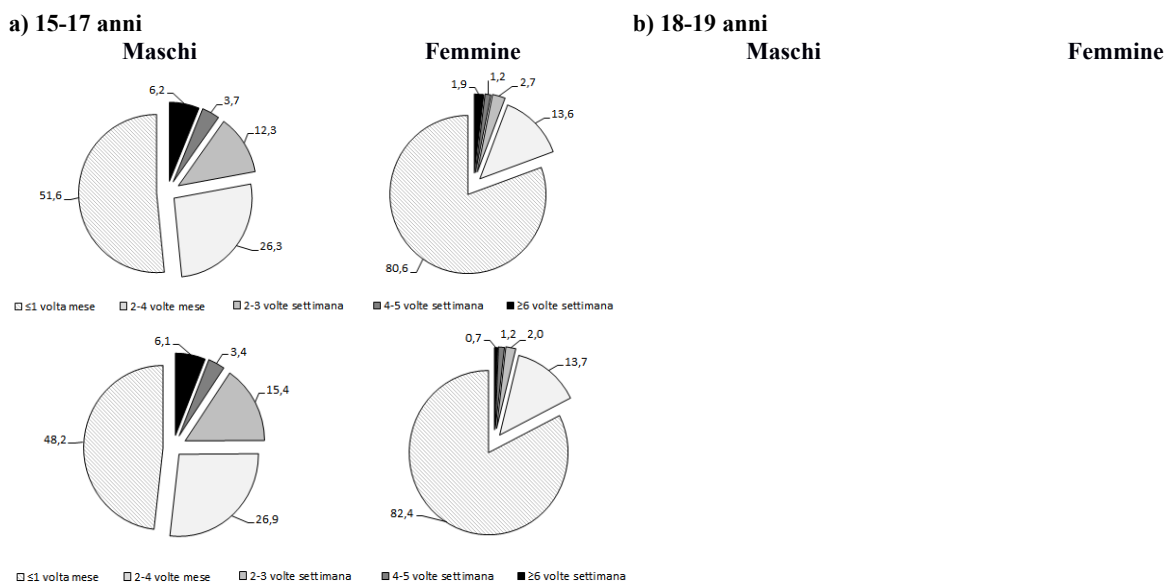 a) 15-17 anni
b) 18-19 anni
Maschi
Femmine
Maschi
Femmine
6,2
3,7
12,3
26,3
51,6
1,9
1,2
2,7
13,6
80,6
≤1 volta mese
2-4 volte mese
2-3 volte settimana
4-5 volte settimana
≥6 volte settimana
6,1
3,4
15,4
26,9
48,2
0,7
1,2
2,0
13,7
82,4
≤1 volta mese
2-4 volte mese
2-3 volte settimana
4-5 volte settimana
≥6 volte settimana